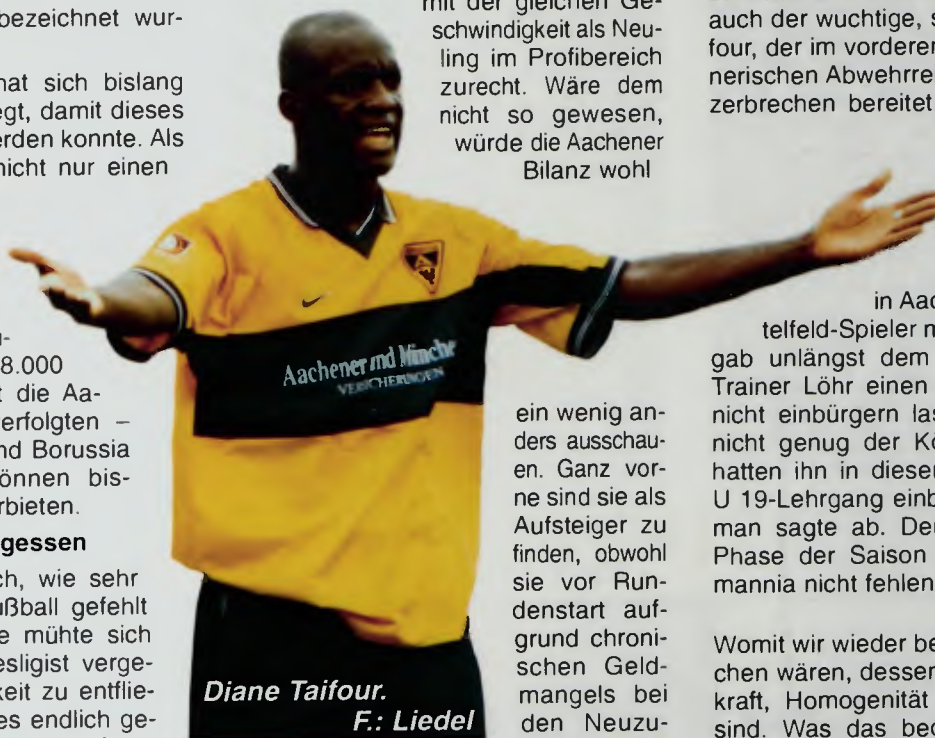 bezeichnet wur-
hat sich bislang
egt, damit dieses
erden konnte. Als
nicht nur einen
8.000
t die Aa-
erfolgten –
nd Borussia
önnen bis-
rbieten.
gessen
ch, wie sehr
ußball gefehlt
e mühte sich
esligist verge-
keit zu entflie-
es endlich ge-
mit der gleichen Ge-
schwindigkeit als Neu-
ling im Profibereich
zurecht. Wäre dem
nicht so gewesen,
würde die Aachener
Bilanz wohl
Aachener und Münche
VERSICHERUNGEN
Diane Taifour.
F.: Liedel
ein wenig an-
ders ausschau-
en. Ganz vor-
ne sind sie als
Aufsteiger zu
finden, obwohl
sie vor Run-
denstart auf-
grund chroni-
schen Geld-
mangels bei
den Neuzu-
auch der wuchtige, s
four, der im vorderen
nerischen Abwehrre
zerbrechen bereitet
in Aac
telfeld-Spieler m
gab unlängst dem
Trainer Löhr einen
nicht einbürgern las
nicht genug der Kö
hatten ihn in dieser
U 19-Lehrgang einb
man sagte ab. Der
Phase der Saison
mannia nicht fehlen
Womit wir wieder be
chen wären, dessen
kraft, Homogenität
sind. Was das bed